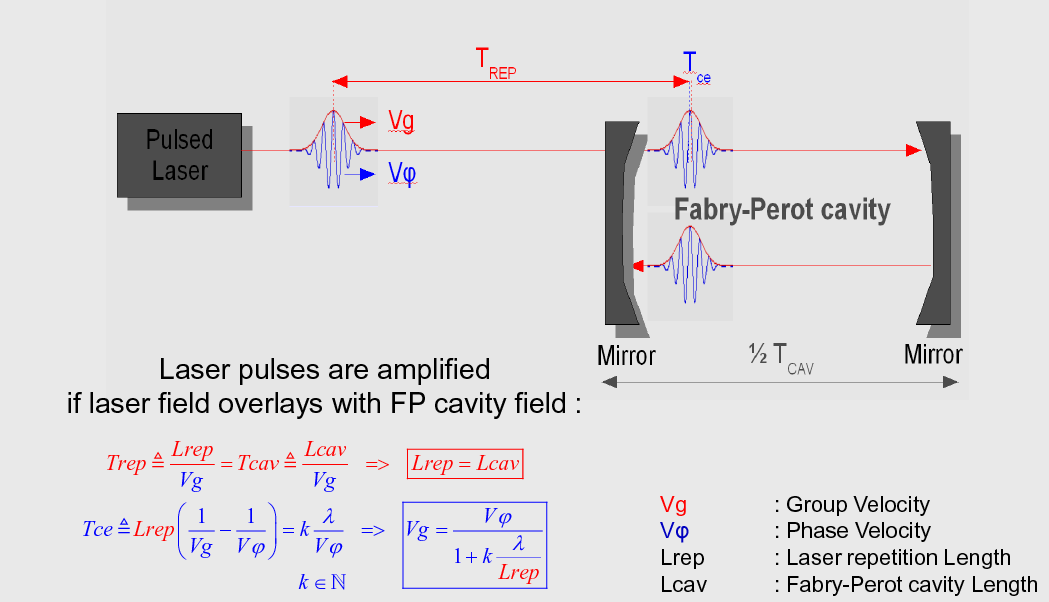 T_REP
T_ce
Pulsed
Laser
Vg
Vφ
Fabry-Perot cavity
Mirror
½ T_CAV
Mirror
Laser pulses are amplified
if laser field overlays with FP cavity field :
Trep ≜ Lrep/Vg = Tcav ≜ Lcav/Vg => Lrep = Lcav
Tce ≜ Lrep(1/Vg − 1/Vφ) = k λ/Vφ => Vg = Vφ/(1 + k λ/Lrep)
k ∈ ℕ
Vg : Group Velocity
Vφ : Phase Velocity
Lrep : Laser repetition Length
Lcav : Fabry-Perot cavity Length